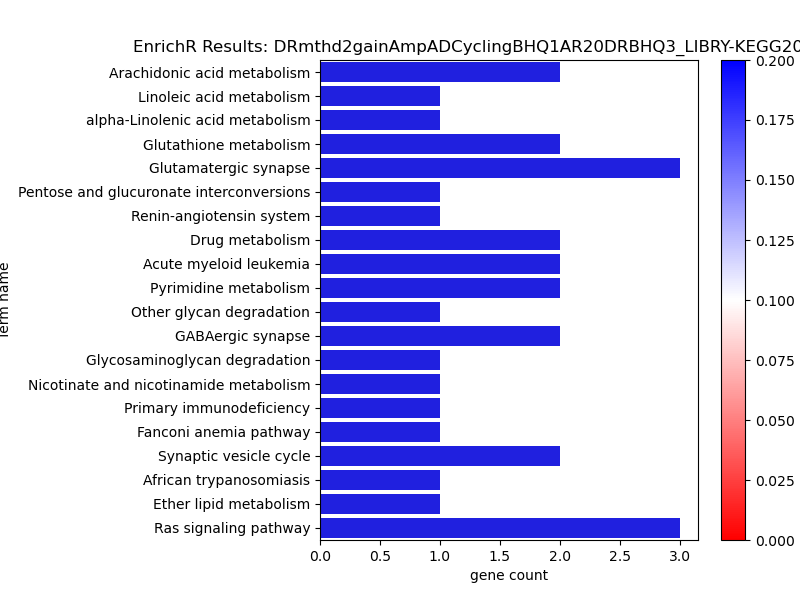 EnrichR Results: DRmthd2gainAmpADCyclingBHQ1AR20DRBHQ3_LIBRY-KEGG20
Arachidonic acid metabolism
Linoleic acid metabolism
alpha-Linolenic acid metabolism
Glutathione metabolism
Glutamatergic synapse
Pentose and glucuronate interconversions
Renin-angiotensin system
Drug metabolism
Acute myeloid leukemia
Pyrimidine metabolism
Other glycan degradation
GABAergic synapse
Glycosaminoglycan degradation
Nicotinate and nicotinamide metabolism
Primary immunodeficiency
Fanconi anemia pathway
Synaptic vesicle cycle
African trypanosomiasis
Ether lipid metabolism
Ras signaling pathway
Term name
0.0 0.5 1.0 1.5 2.0 2.5 3.0
gene count
0.200
0.175
0.150
0.125
0.100
0.075
0.050
0.025
0.000